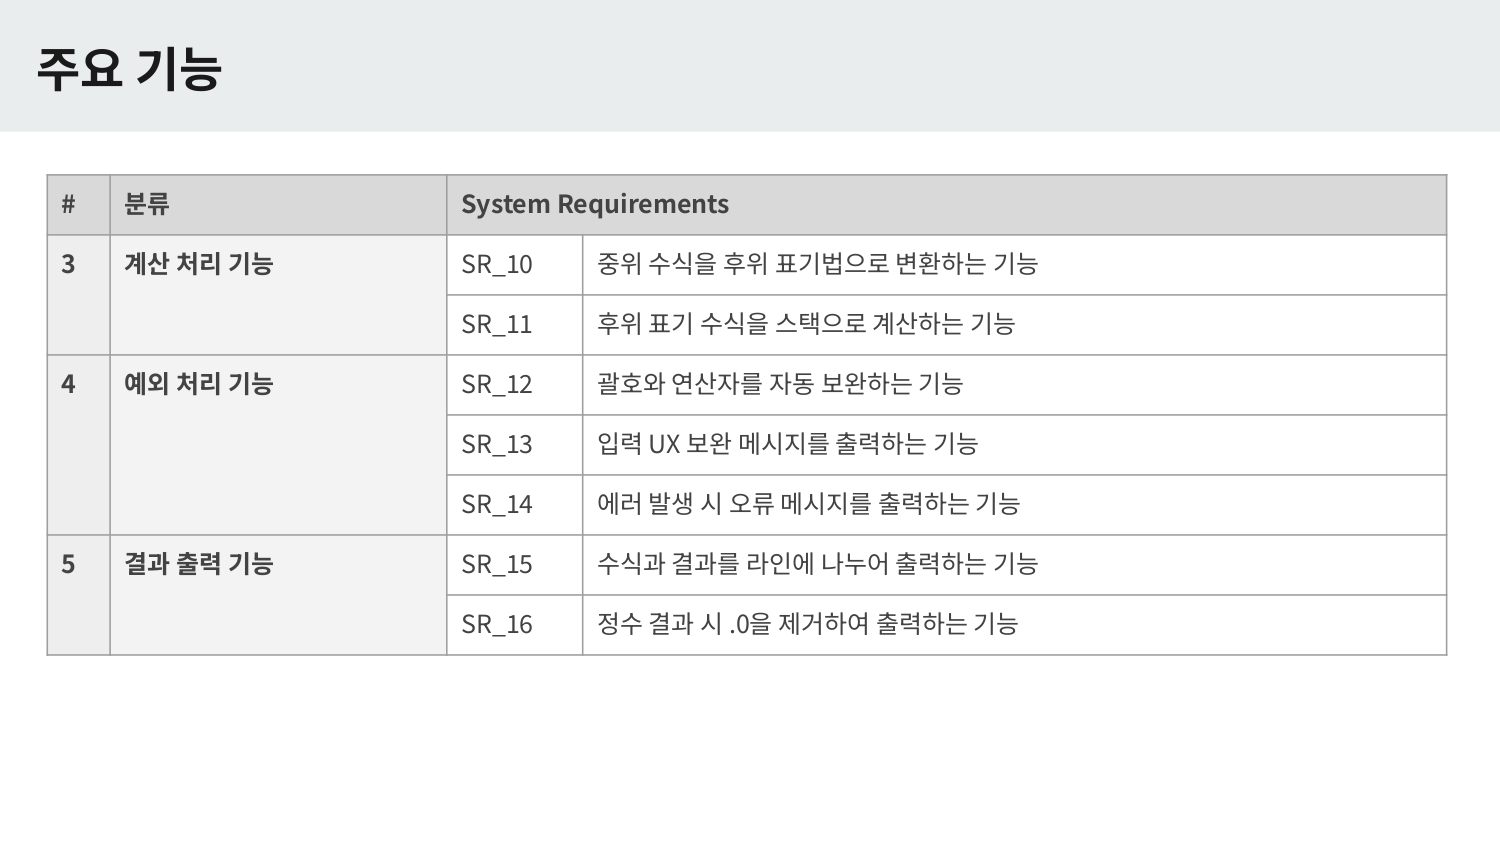 주요 기능
# 분류 System Requirements
3 계산 처리 기능 SR_10 중위 수식을 후위 표기법으로 변환하는 기능
SR_11 후위 표기 수식을 스택으로 계산하는 기능
4 예외 처리 기능 SR_12 괄호와 연산자를 자동 보완하는 기능
SR_13 입력 UX 보완 메시지를 출력하는 기능
SR_14 에러 발생 시 오류 메시지를 출력하는 기능
5 결과 출력 기능 SR_15 수식과 결과를 라인에 나누어 출력하는 기능
SR_16 정수 결과 시 .0을 제거하여 출력하는 기능